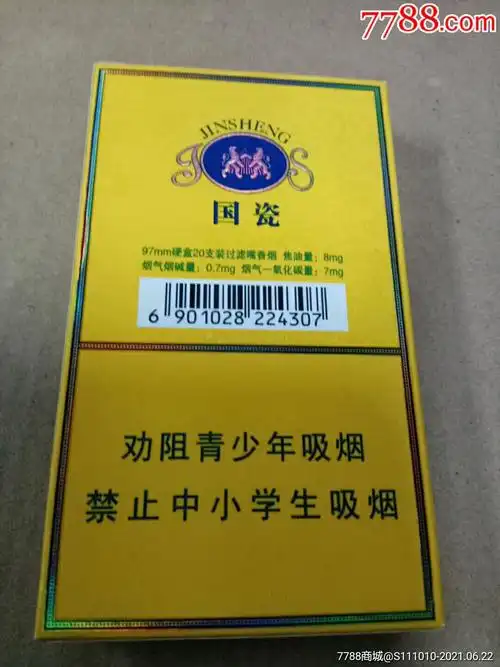 7788.com
JINSHENG
JS
国瓷
97mm硬盒20支装过滤嘴香烟 焦油量：8mg
烟气烟碱量：0.7mg 烟气一氧化碳量：7mg
6 901028 224307
劝阻青少年吸烟
禁止中小学生吸烟
7788商城@S111010-2021.06.22